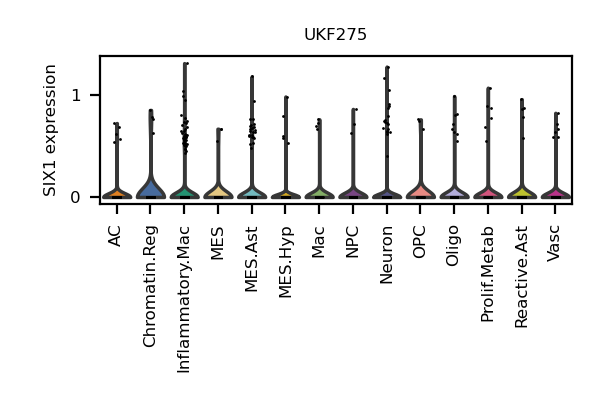 UKF275
SIX1 expression
1
0
AC
Chromatin.Reg
Inflammatory.Mac
MES
MES.Ast
MES.Hyp
Mac
NPC
Neuron
OPC
Oligo
Prolif.Metab
Reactive.Ast
Vasc